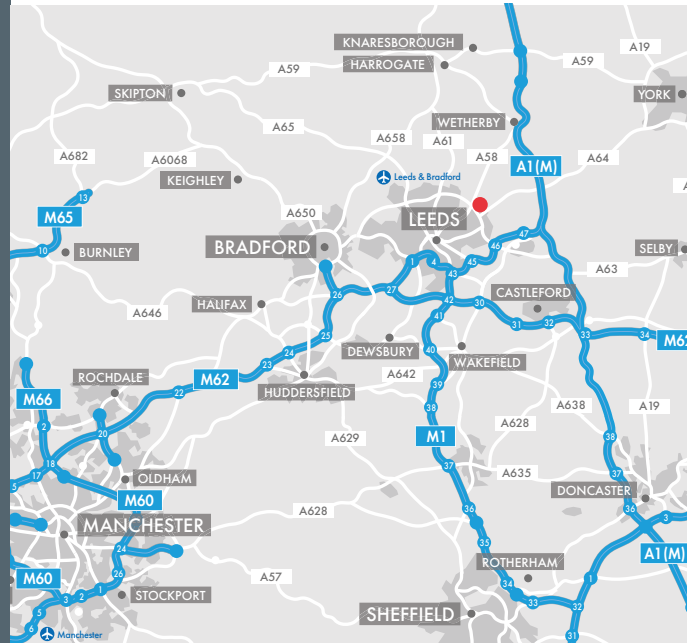 KNARESBOROUGH
A19
A59
HARROGATE
A59
SKIPTON
YORK
WETHERBY
A65
A658
A61
A58
A64
A682
A6068
A1(M)
KEIGHLEY
Leeds & Bradford
13
M65
A650
LEEDS
BRADFORD
47
46
10
BURNLEY
SELBY
1
4
45
43
A63
26
27
CASTLEFORD
A646
HALIFAX
42
30
41
31
32
33
34
M62
25
DEWSBURY
40
WAKEFIELD
24
23
ROCHDALE
M62
HUDDERSFIELD
A642
39
22
M66
38
A638
A19
2
20
A629
M1
A628
38
18
17
37
A635
37
OLDHAM
DONCASTER
M60
A628
36
36
MANCHESTER
3
35
24
A1(M)
ROTHERHAM
M60
26
A57
34
1
1
2
3
STOCKPORT
33
32
5
SHEFFIELD
6
Manchester
31